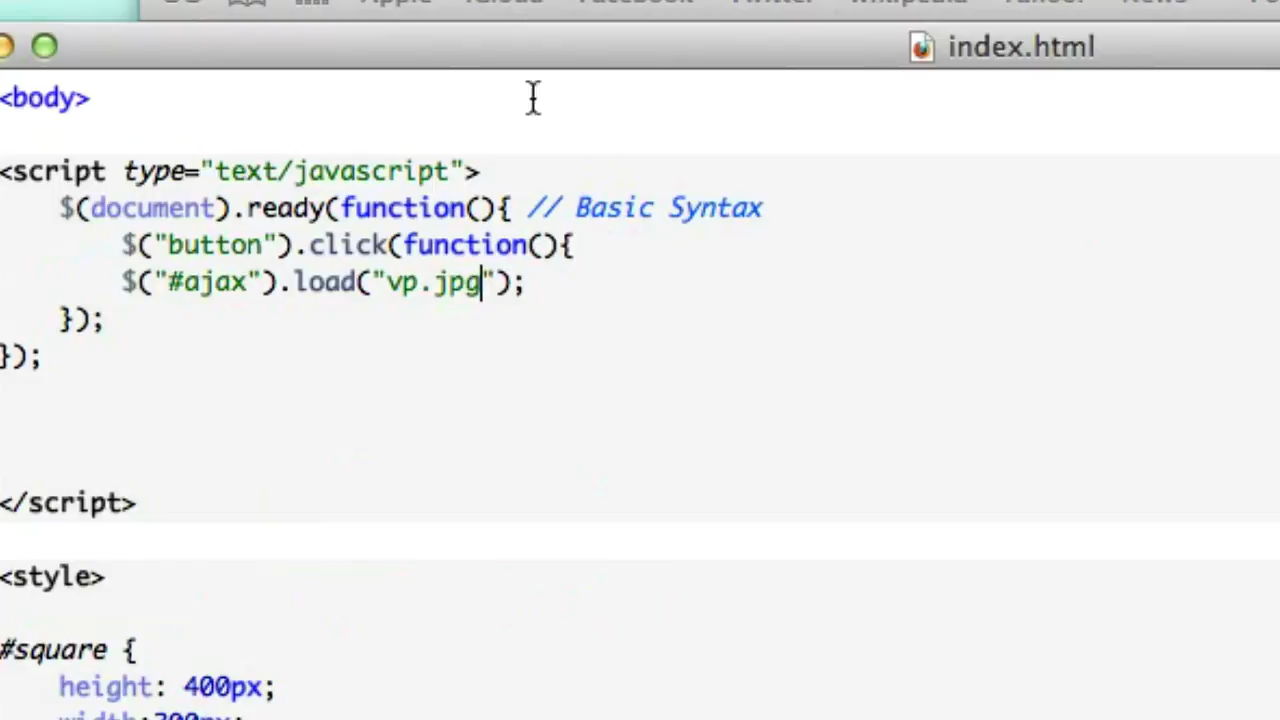 index.html
<body>
<script type="text/javascript">
$(document).ready(function(){ // Basic Syntax
$("button").click(function(){
$("#ajax").load("vp.jpg");
});
});
</script>
<style>
#square {
height: 400px;